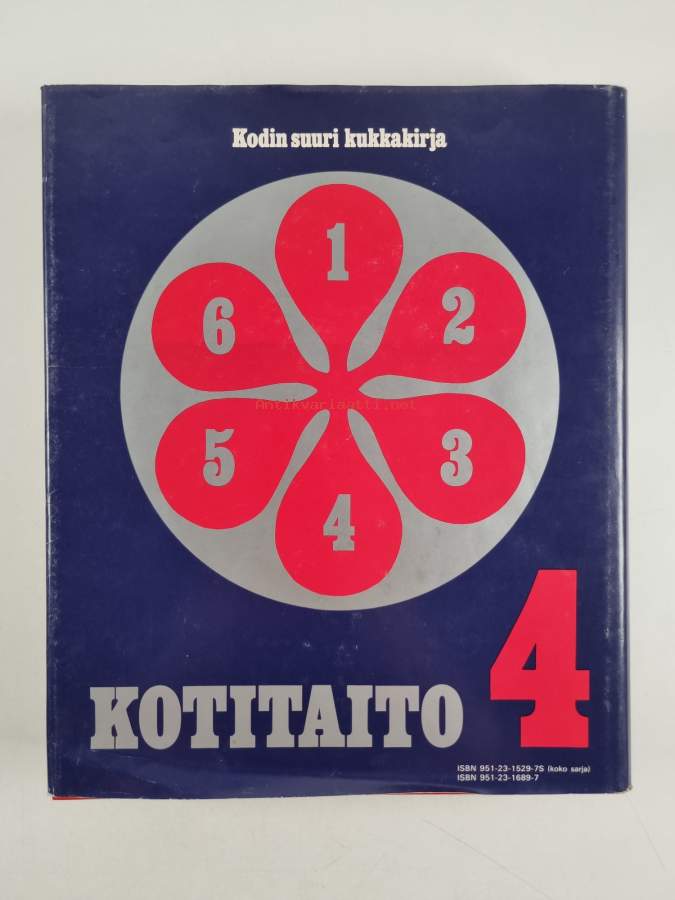 Kodin suuri kukkakirja
1
6
2
Antikvariaatti.net
5
3
4
KOTITAITO 4
ISBN 951-23-1529-7S (koko sarja)
ISBN 951-23-1689-7